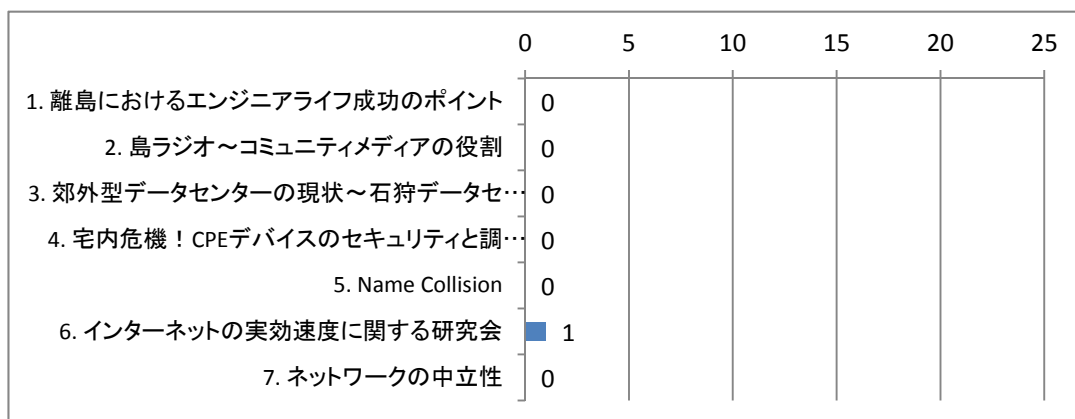 0 5 10 15 20 25
1. 離島におけるエンジニアライフ成功のポイント 0
2. 島ラジオ～コミュニティメディアの役割 0
3. 郊外型データセンターの現状～石狩データセ… 0
4. 宅内危機！CPEデバイスのセキュリティと調… 0
5. Name Collision 0
6. インターネットの実効速度に関する研究会 1
7. ネットワークの中立性 0